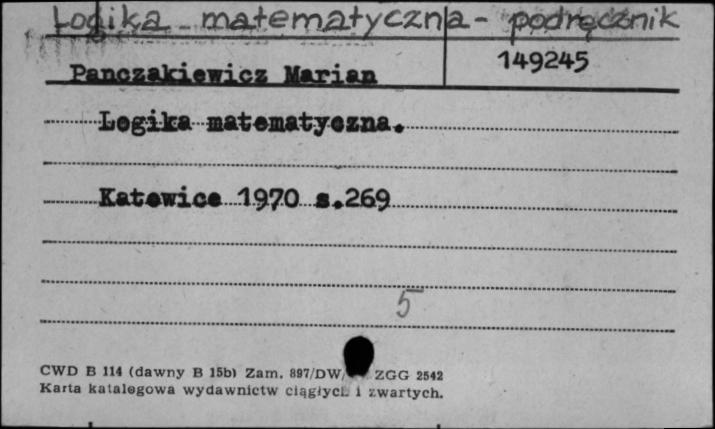 Logika matematyczna - podręcznik
Panczakiewicz Marian
149245
Logika matematyczna.
Katowice 1970 s.269
5
CWD B 114 (dawny B 15b) Zam. 897/DW/ ZGG 2542
Karta katalogowa wydawnictw ciągłych i zwartych.